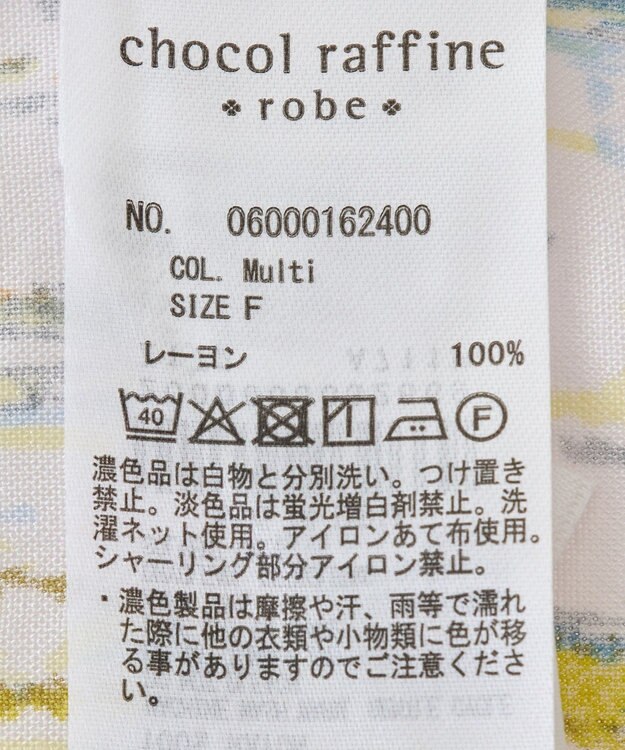 chocol raffine
robe
NO. 06000162400
COL. Multi
SIZE F
レーヨン 100%
40 F
濃色品は白物と分別洗い。つけ置き
禁止。淡色品は蛍光増白剤禁止。洗
濯ネット使用。アイロンあて布使用。
シャーリング部分アイロン禁止。
・濃色製品は摩擦や汗、雨等で濡れ
た際に他の衣類や小物類に色が移
る事がありますのでご注意くださ
い。